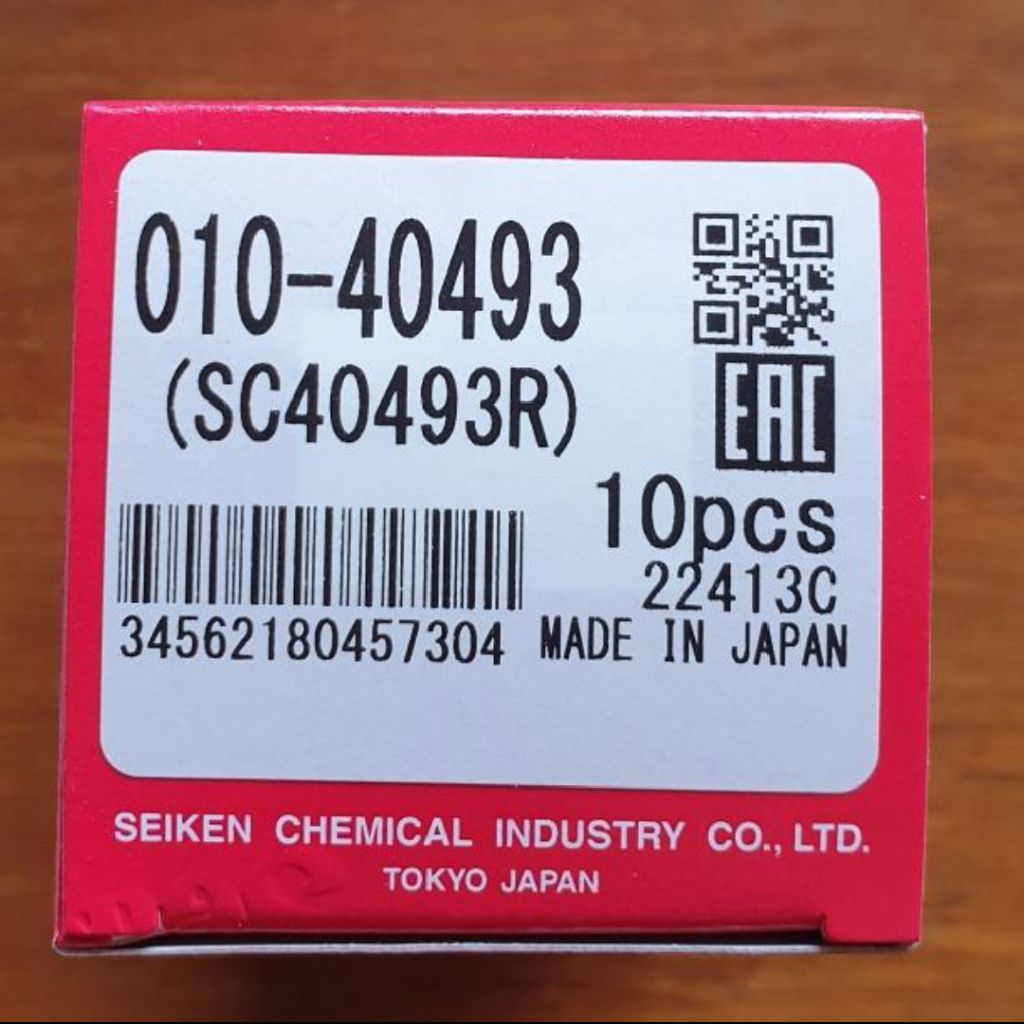 010-40493
(SC40493R)
EAC
10pcs
22413C
34562180457304
MADE IN JAPAN
SEIKEN CHEMICAL INDUSTRY CO., LTD.
TOKYO JAPAN